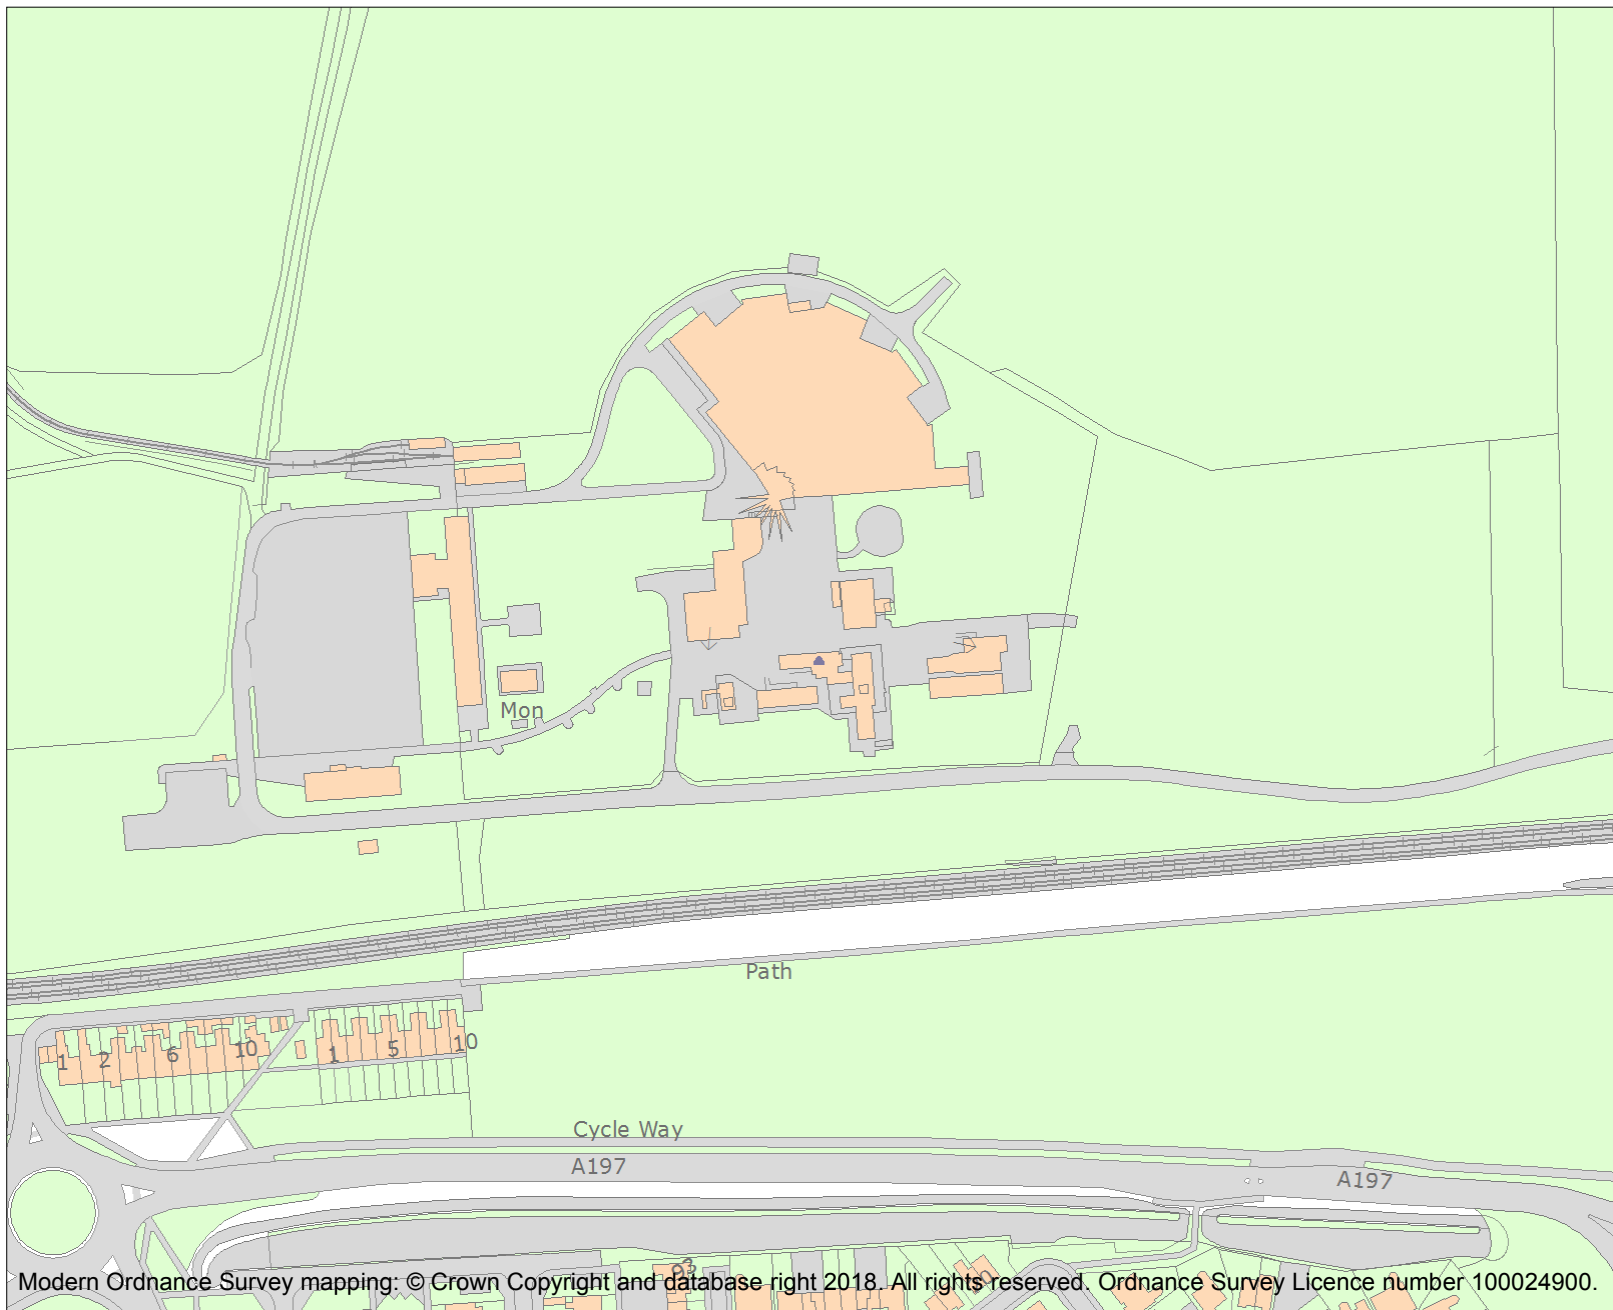 Mon
Path
1 2 6 10 1 5 10
Cycle Way
A197
A197
93
Modern Ordnance Survey mapping: © Crown Copyright and database right 2018. All rights reserved. Ordnance Survey Licence number 100024900.